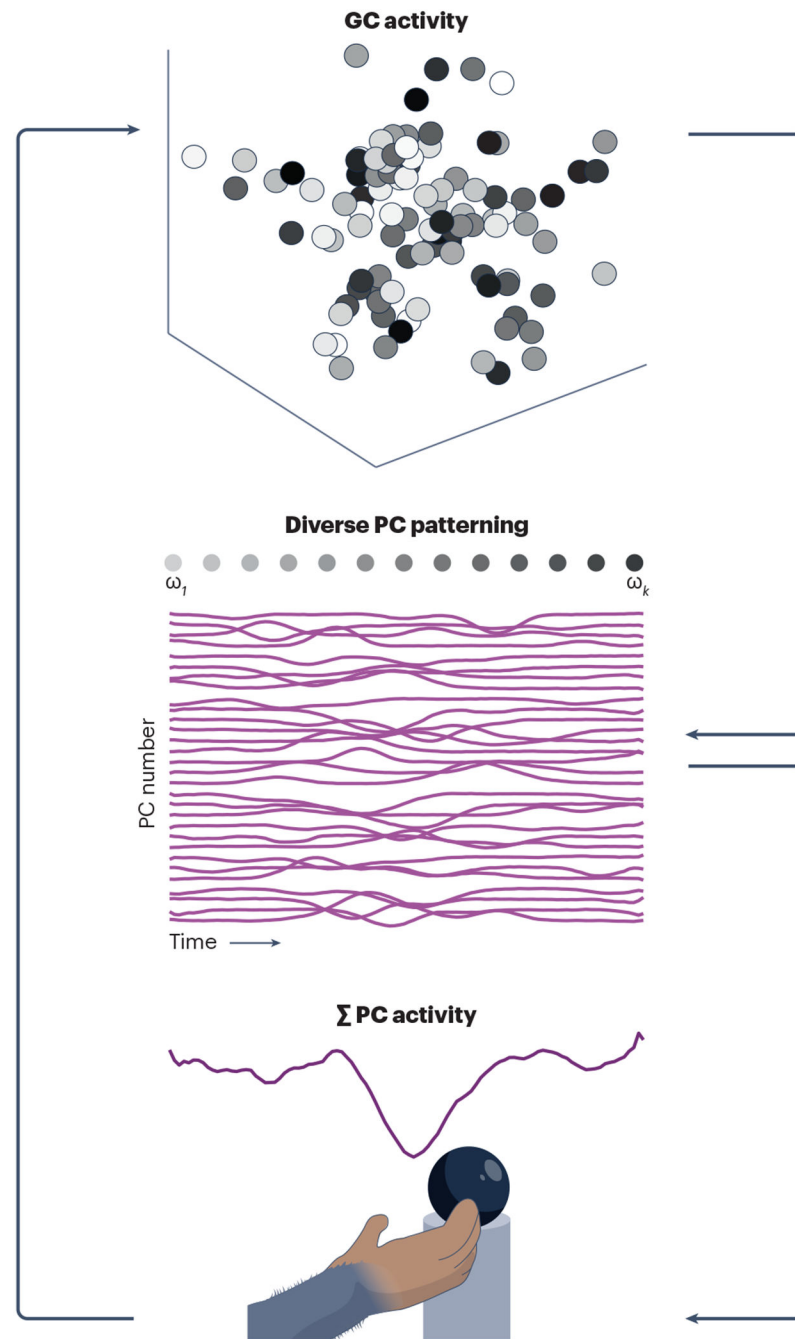 GC activity
Diverse PC patterning
ω1 ωk
PC number
Time
∑ PC activity